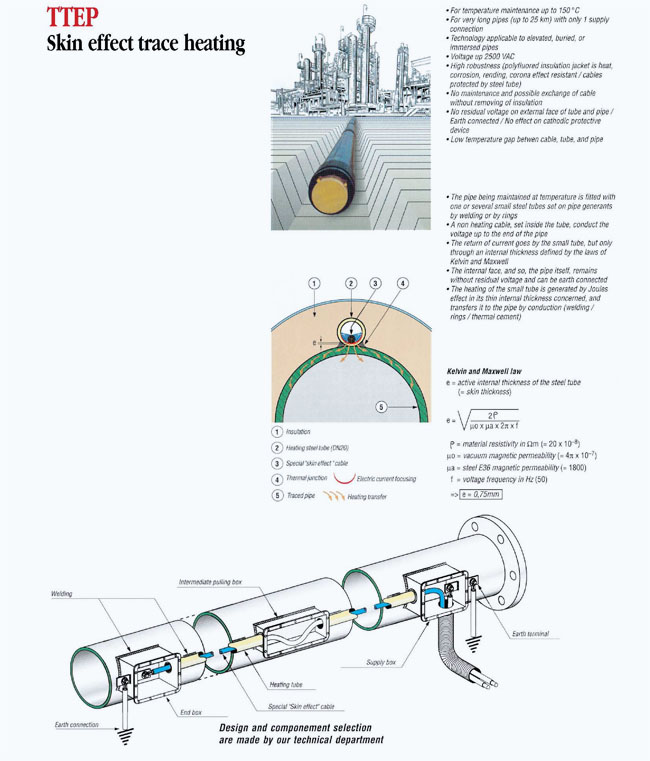 TTEP
Skin effect trace heating
• For temperature maintenance up to 150°C
• For very long pipes (up to 25 km) with only 1 supply
connection
• Technology applicable to elevated, buried, or
immersed pipes
• Voltage up 2500 VAC
• High robustness (polyfluored insulation jacket is heat,
corrosion, rending, corona effect resistant / cables
protected by steel tube)
• No maintenance and possible exchange of cable
without removing of insulation
• No residual voltage on external face of tube and pipe /
Earth connected / No effect on cathodic protective
device
• Low temperature gap betwen cable, tube, and pipe
• The pipe being maintained at temperature is fitted with
one or several small steel tubes set on pipe generants
by welding or by rings
• A non heating cable, set inside the tube, conduct the
voltage up to the end of the pipe
• The return of current goes by the small tube, but only
through an internal thickness defined by the laws of
Kelvin and Maxwell
• The internal face, and so, the pipe itself, remains
without residual voltage and can be earth connected
• The heating of the small tube is generated by Joules
effect in its thin internal thickness concerned, and
transfers it to the pipe by conduction (welding /
rings / thermal cement)
1 2 3 4
e
5
1 Insulation
2 Heating steel tube (DN20)
3 Special "skin effect" cable
4 Thermal junction
Electric current focusing
5 Traced pipe
Heating transfer
Kelvin and Maxwell law
e = active internal thickness of the steel tube
(= skin thickness)
e = √ 2ρ / μo x μa x 2π x f
ρ = material resistivity in Ωm (= 20 x 10⁻⁸)
μo = vacuum magnetic permeability (= 4π x 10⁻⁷)
μa = steel E36 magnetic permeability (= 1800)
f = voltage frequency in Hz (50)
=> e = 0,75mm
Welding
Intermediate pulling box
Earth terminal
Supply box
Heating tube
Special "Skin effect" cable
End box
Earth connection
Design and componement selection
are made by our technical department